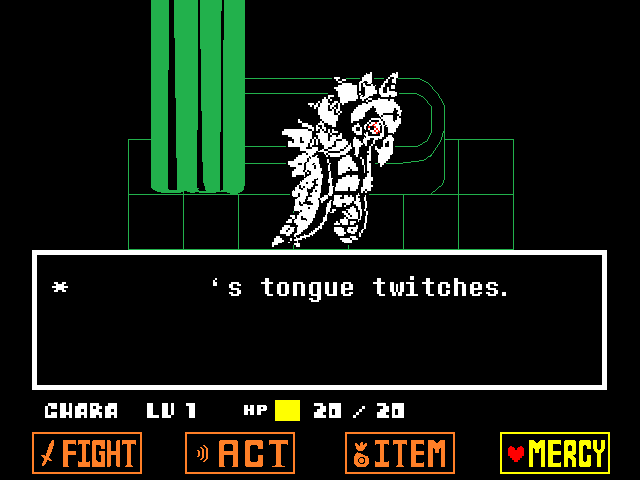 * ‘s tongue twitches.
CHARA LV 1 HP 20 / 20
FIGHT ACT ITEM MERCY